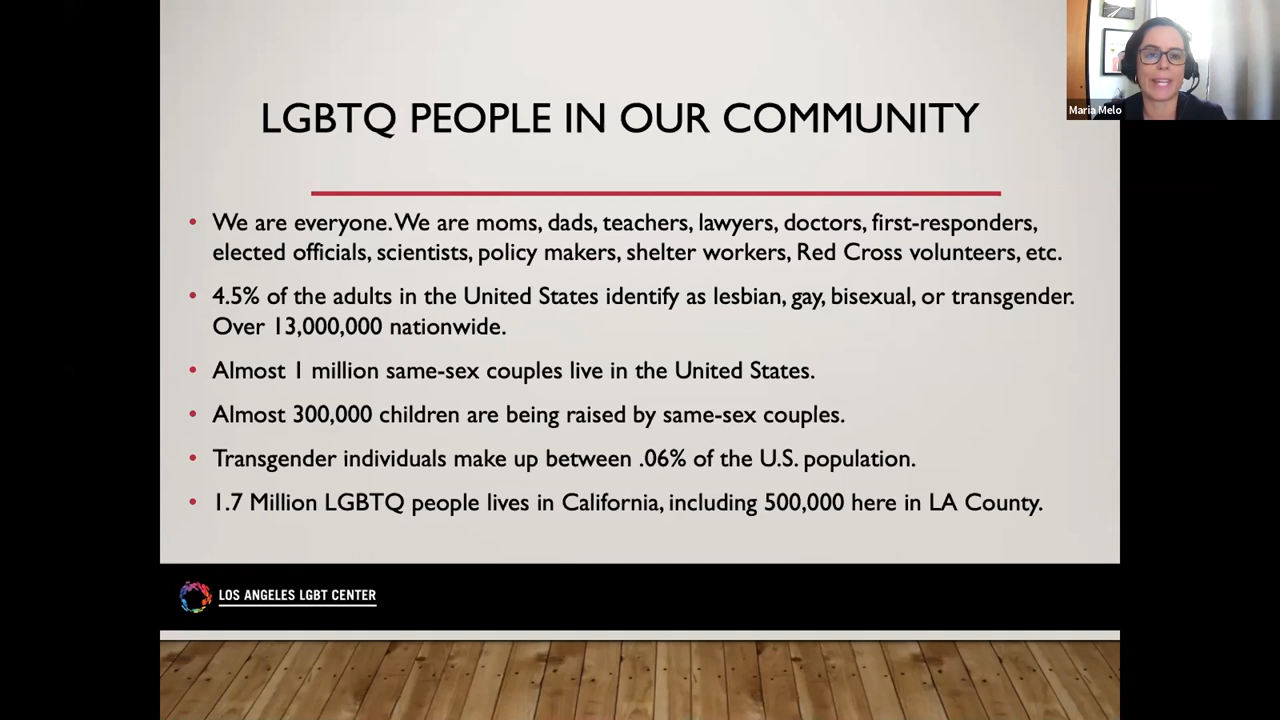 LGBTQ PEOPLE IN OUR COMMUNITY
Maria Melo
• We are everyone. We are moms, dads, teachers, lawyers, doctors, first-responders,
elected officials, scientists, policy makers, shelter workers, Red Cross volunteers, etc.
• 4.5% of the adults in the United States identify as lesbian, gay, bisexual, or transgender.
Over 13,000,000 nationwide.
• Almost 1 million same-sex couples live in the United States.
• Almost 300,000 children are being raised by same-sex couples.
• Transgender individuals make up between .06% of the U.S. population.
• 1.7 Million LGBTQ people lives in California, including 500,000 here in LA County.
LOS ANGELES LGBT CENTER